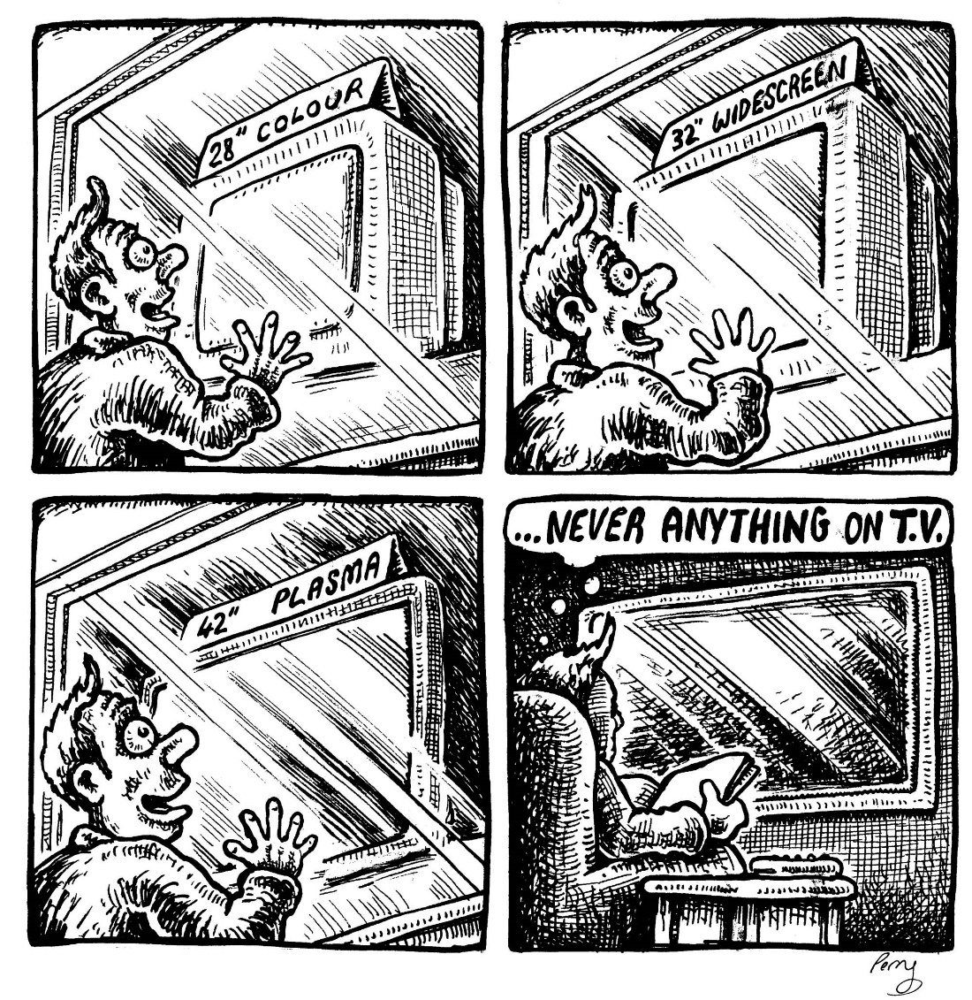 28" COLOUR
32" WIDESCREEN
42" PLASMA
...NEVER ANYTHING ON T.V.
Perry